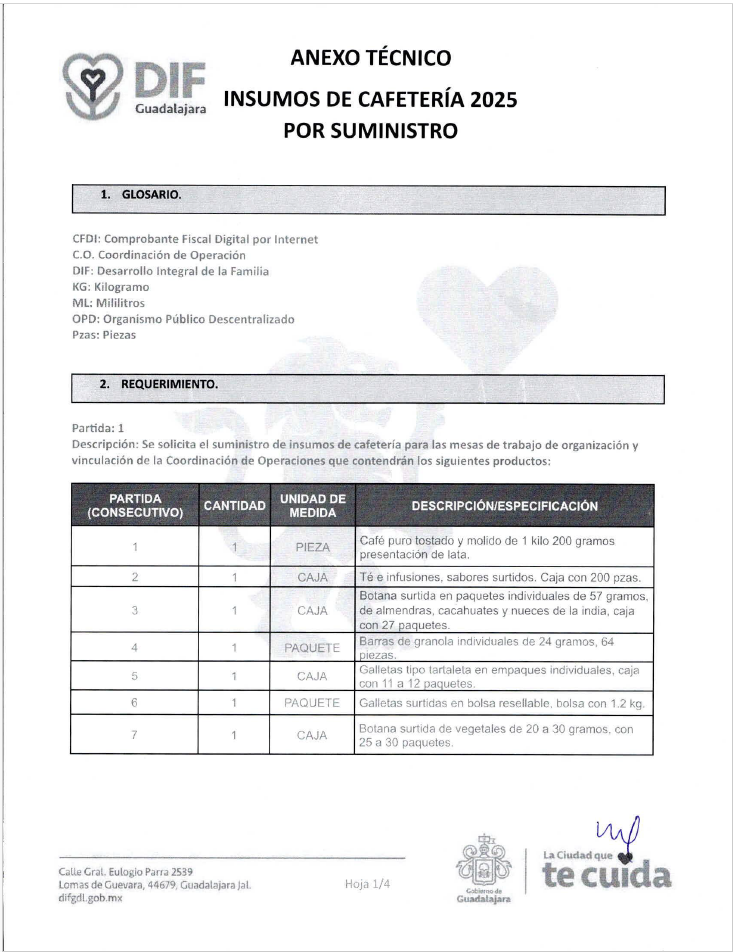 ANEXO TÉCNICO
DIF
Guadalajara
INSUMOS DE CAFETERÍA 2025
POR SUMINISTRO
1. GLOSARIO.
CFDI: Comprobante Fiscal Digital por Internet
C.O. Coordinación de Operación
DIF: Desarrollo Integral de la Familia
KG: Kilogramo
ML: Mililitros
OPD: Organismo Público Descentralizado
Pzas: Piezas
2. REQUERIMIENTO.
Partida: 1
Descripción: Se solicita el suministro de insumos de cafetería para las mesas de trabajo de organización y
vinculación de la Coordinación de Operaciones que contendrán los siguientes productos:
PARTIDA (CONSECUTIVO) CANTIDAD UNIDAD DE MEDIDA DESCRIPCIÓN/ESPECIFICACIÓN
1 1 PIEZA Café puro tostado y molido de 1 kilo 200 gramos
presentación de lata.
2 1 CAJA Té e infusiones, sabores surtidos. Caja con 200 pzas.
3 1 CAJA Botana surtida en paquetes individuales de 57 gramos,
de almendras, cacahuates y nueces de la india, caja
con 27 paquetes.
4 1 PAQUETE Barras de granola individuales de 24 gramos, 64
piezas.
5 1 CAJA Galletas tipo tartaleta en empaques individuales, caja
con 11 a 12 paquetes.
6 1 PAQUETE Galletas surtidas en bolsa resellable, bolsa con 1.2 kg.
7 1 CAJA Botana surtida de vegetales de 20 a 30 gramos, con
25 a 30 paquetes.
Calle Gral. Eulogio Parra 2539
Lomas de Guevara, 44679, Guadalajara Jal.
difgdl.gob.mx
Hoja 1/4
Gobierno de
Guadalajara
La Ciudad que
te cuida